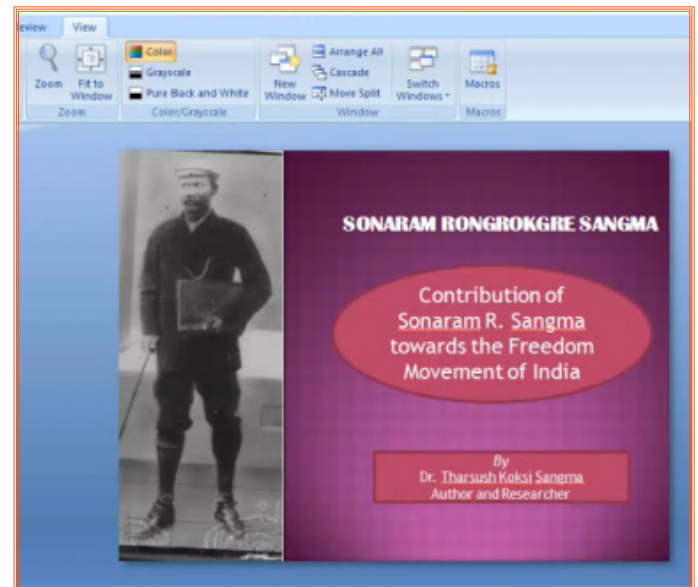 Review
View
Color
Arrange All
Grayscale
Cascade
Zoom
Fit to
Window
New
Window
Switch
Windows
Macros
Pure Black and White
Move Split
Zoom
Color/Grayscale
Window
Macros
SONARAM RONGROKGRE SANGMA
Contribution of
Sonaram R. Sangma
towards the Freedom
Movement of India
By
Dr. Tharsush Koksi Sangma
Author and Researcher